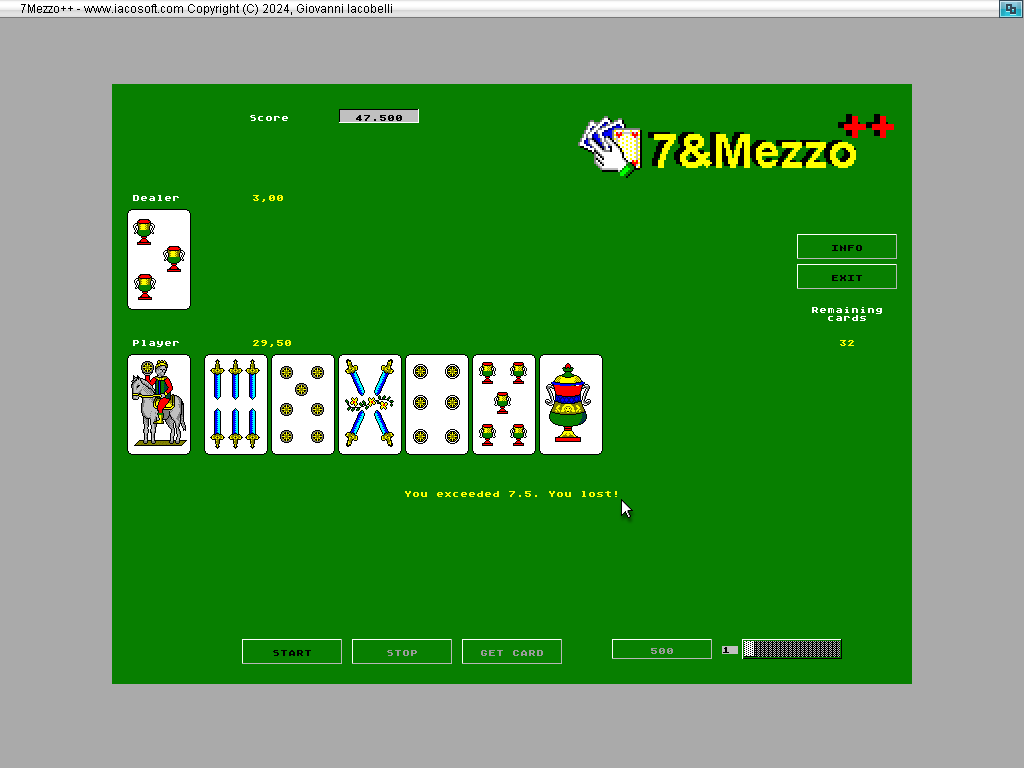 7Mezzo++ - www.iacosoft.com Copyright (C) 2024, Giovanni Iacobelli
Score 47.500
7&Mezzo++
Dealer 3,00
INFO
EXIT
Remaining
cards
Player 29,50 32
You exceeded 7.5. You lost!
START STOP GET CARD 500 1